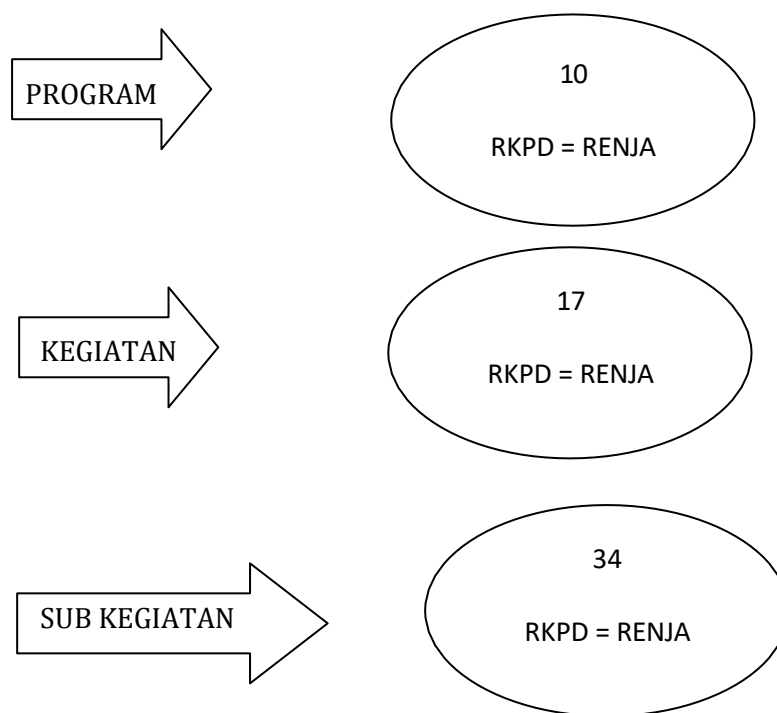 PROGRAM
10
RKPD = RENJA
KEGIATAN
17
RKPD = RENJA
SUB KEGIATAN
34
RKPD = RENJA